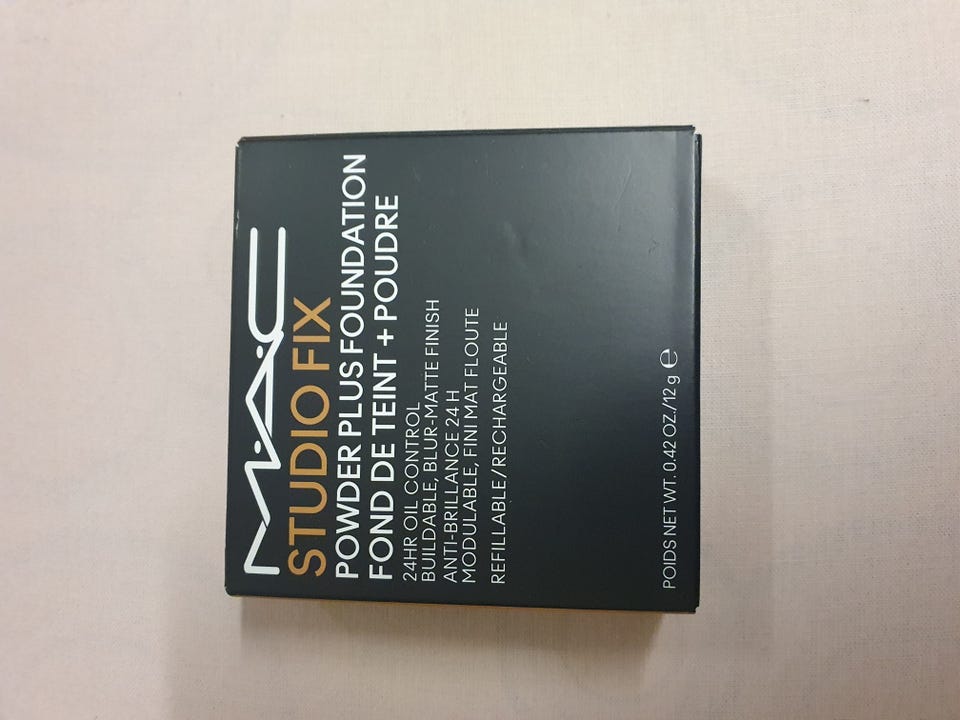 M·A·C
STUDIO FIX
POWDER PLUS FOUNDATION
FOND DE TEINT + POUDRE
24HR OIL CONTROL
BUILDABLE, BLUR-MATTE FINISH
ANTI-BRILLANCE 24 H
MODULABLE, FINI MAT FLOUTE
REFILLABLE/RECHARGEABLE
POIDS NET WT. 0.42 OZ./12 g ℮